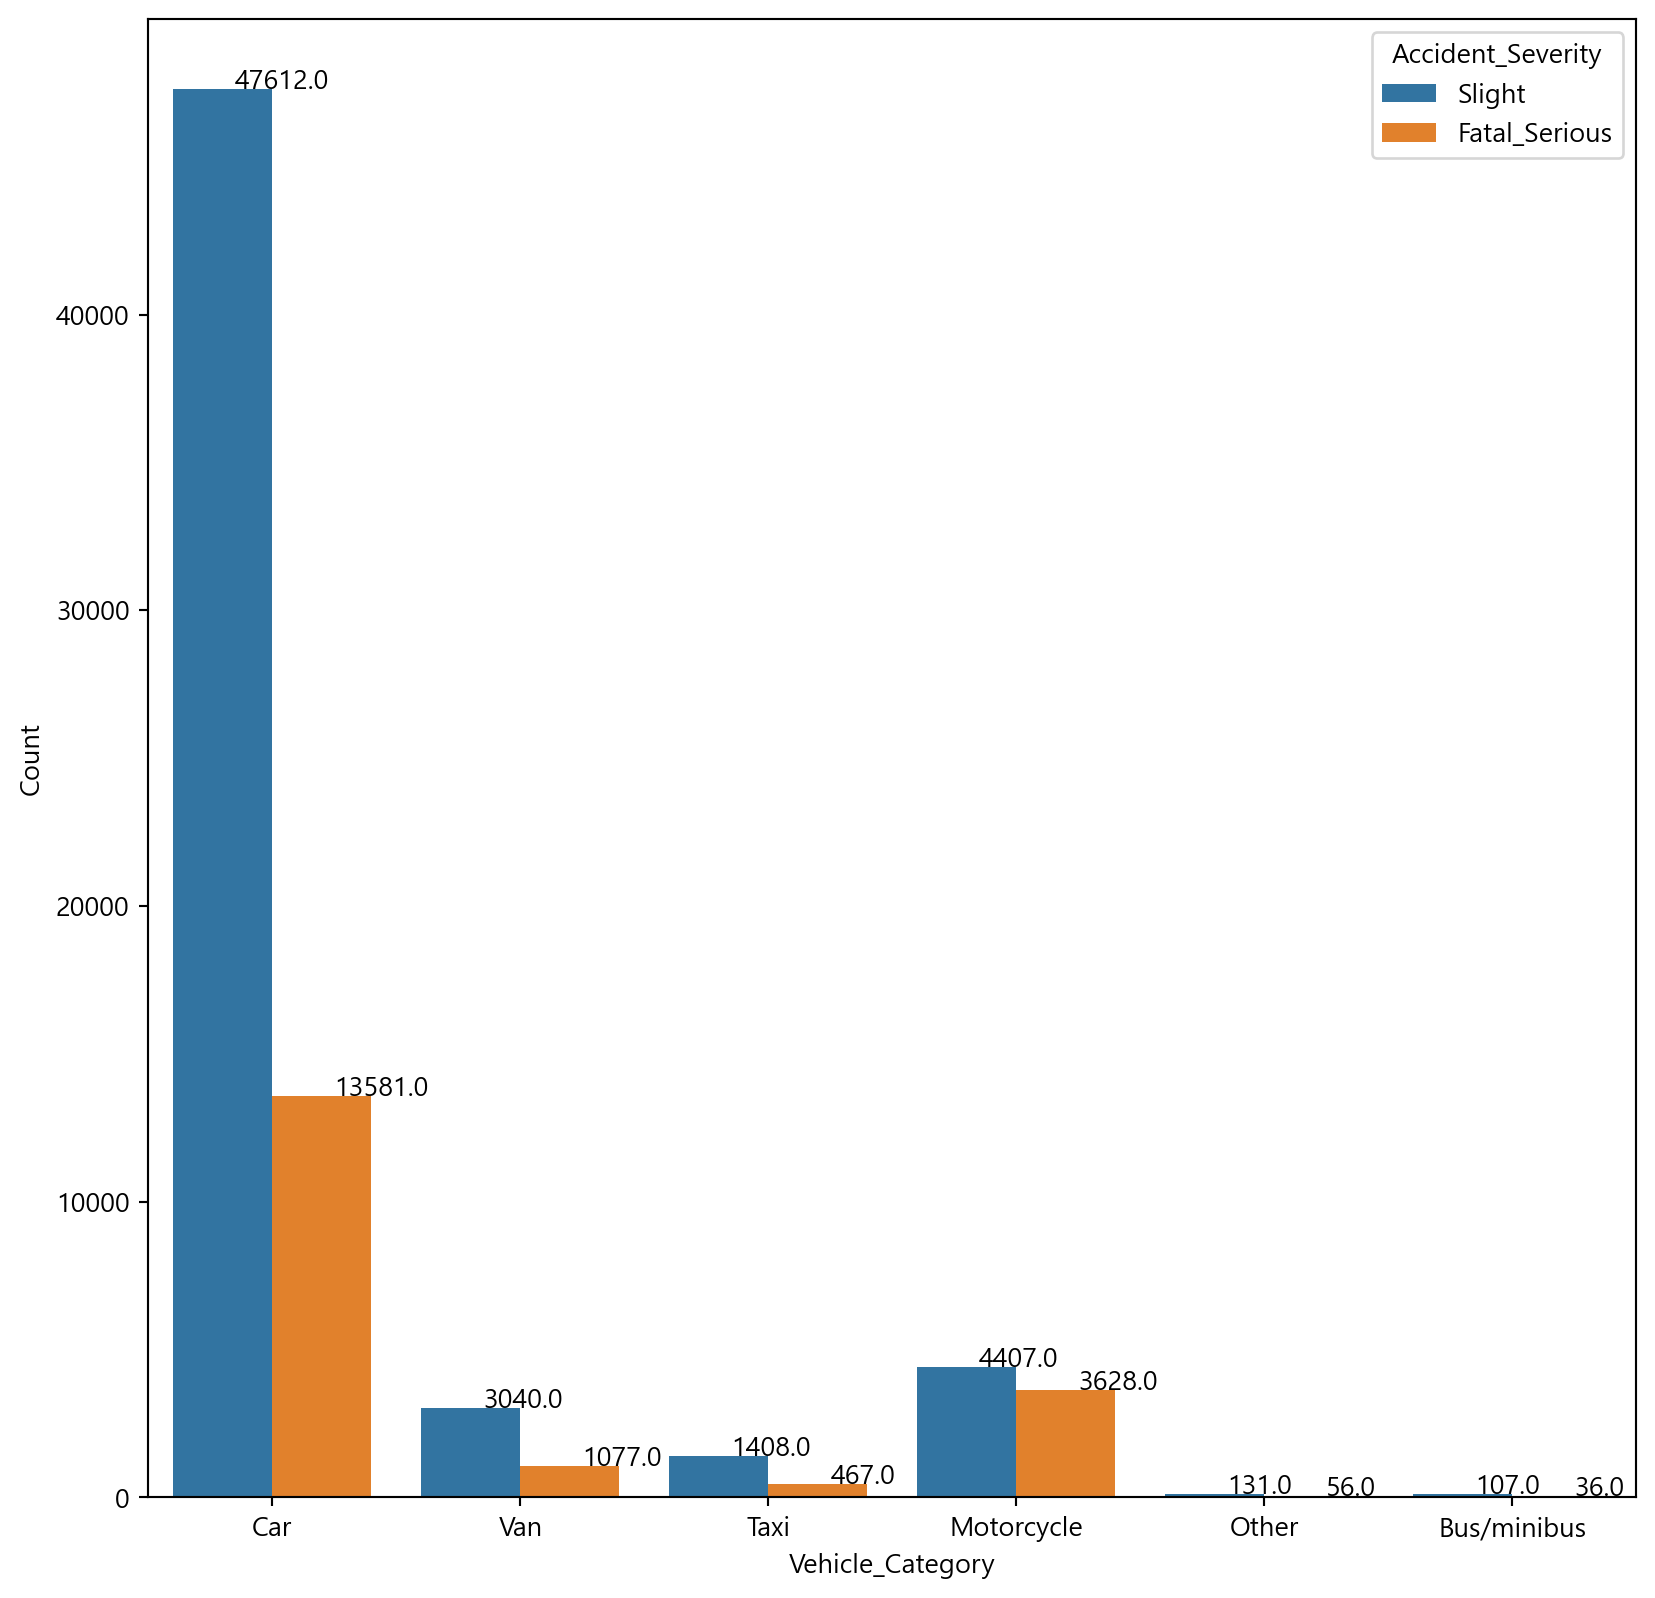 Accident_Severity
Slight
Fatal_Serious
Count
40000
30000
20000
10000
0
47612.0
13581.0
3040.0
1077.0
1408.0
467.0
4407.0
3628.0
131.0
56.0
107.0
36.0
Car
Van
Taxi
Motorcycle
Other
Bus/minibus
Vehicle_Category